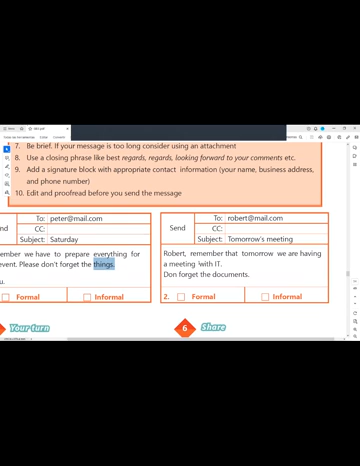 7. Be brief. If your message is too long consider using an attachment
8. Use a closing phrase like best regards, regards, looking forward to your comments etc.
9. Add a signature block with appropriate contact information (your name, business address,
and phone number)
10. Edit and proofread before you send the message
To: peter@mail.com
nd CC:
Subject: Saturday
ember we have to prepare everything for
event. Please don't forget the things.
u.
Formal Informal
To: robert@mail.com
Send CC:
Subject: Tomorrow's meeting
Robert, remember that tomorrow we are having
a meeting with IT.
Don forget the documents.
2. Formal Informal
Your turn
6 Share